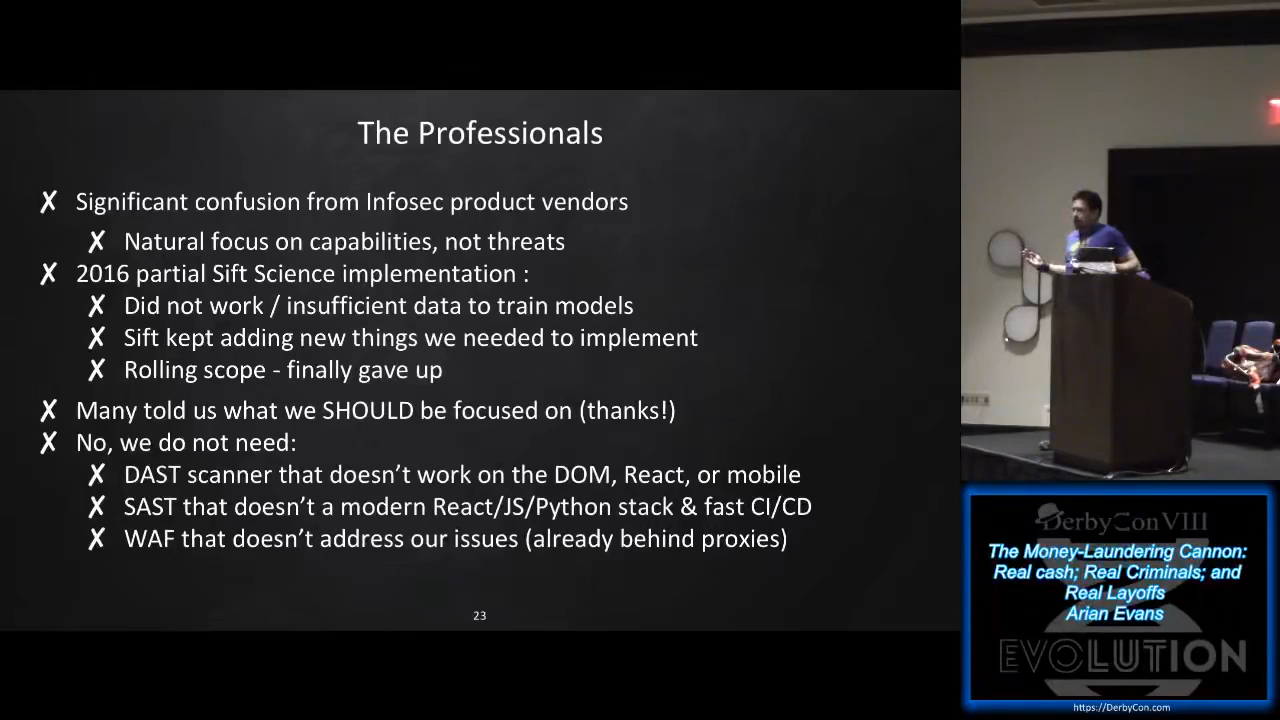 The Professionals
✗ Significant confusion from Infosec product vendors
✗ Natural focus on capabilities, not threats
✗ 2016 partial Sift Science implementation :
✗ Did not work / insufficient data to train models
✗ Sift kept adding new things we needed to implement
✗ Rolling scope - finally gave up
✗ Many told us what we SHOULD be focused on (thanks!)
✗ No, we do not need:
✗ DAST scanner that doesn’t work on the DOM, React, or mobile
✗ SAST that doesn’t a modern React/JS/Python stack & fast CI/CD
✗ WAF that doesn’t address our issues (already behind proxies)
23
DerbyCon VIII
The Money-Laundering Cannon:
Real cash; Real Criminals; and
Real Layoffs
Arian Evans
EVOLUTION
https://DerbyCon.com